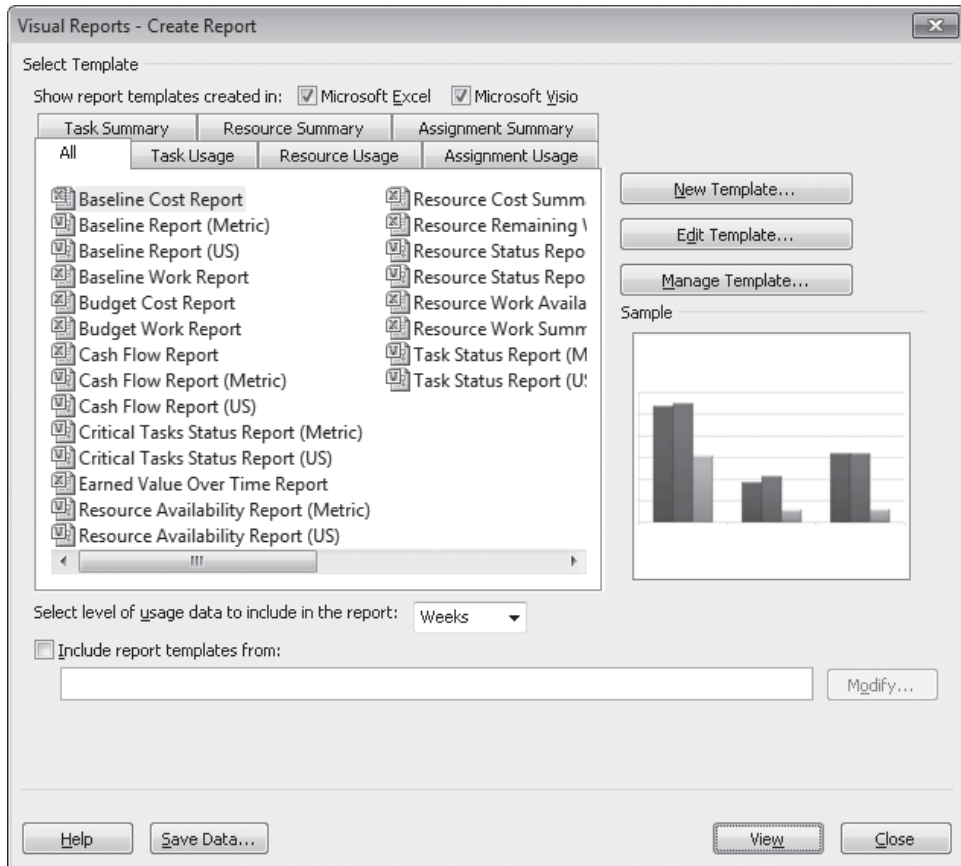 Visual Reports - Create Report
Select Template
Show report templates created in: Microsoft Excel Microsoft Visio
Task Summary Resource Summary Assignment Summary
All Task Usage Resource Usage Assignment Usage
Baseline Cost Report
Baseline Report (Metric)
Baseline Report (US)
Baseline Work Report
Budget Cost Report
Budget Work Report
Cash Flow Report
Cash Flow Report (Metric)
Cash Flow Report (US)
Critical Tasks Status Report (Metric)
Critical Tasks Status Report (US)
Earned Value Over Time Report
Resource Availability Report (Metric)
Resource Availability Report (US)
Resource Cost Summ
Resource Remaining
Resource Status Repo
Resource Status Repo
Resource Work Availa
Resource Work Summ
Task Status Report (M
Task Status Report (US
New Template...
Edit Template...
Manage Template...
Sample
Select level of usage data to include in the report: Weeks
Include report templates from:
Modify...
Help Save Data... View Close